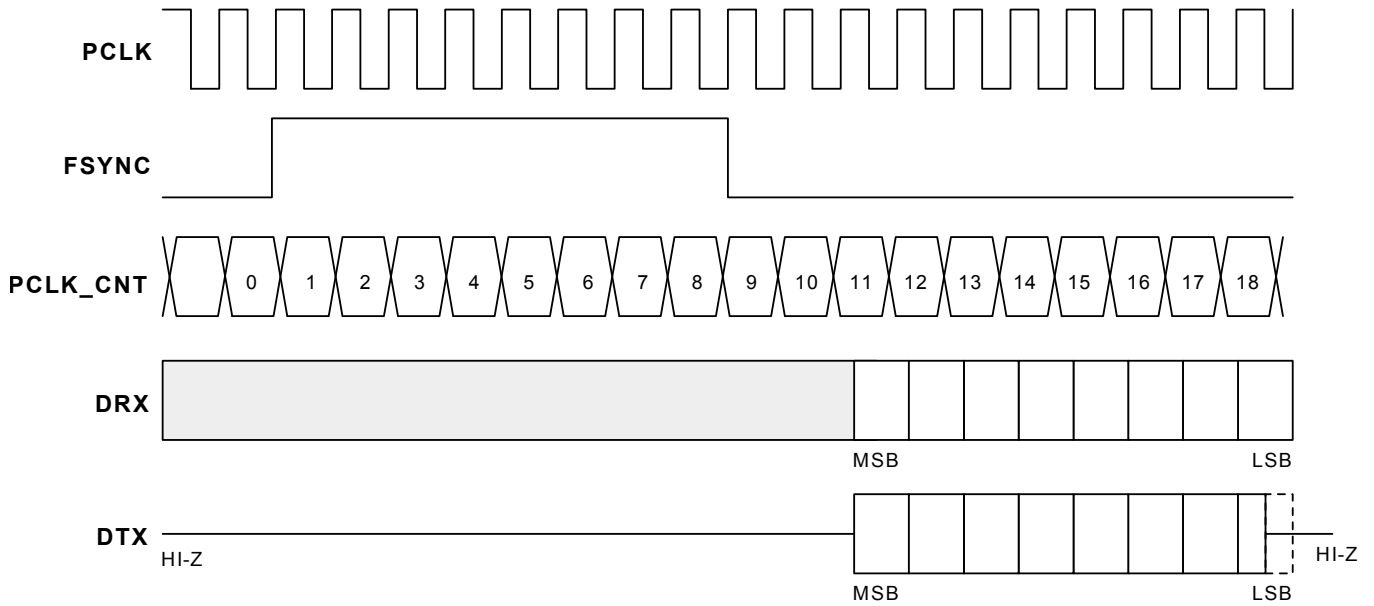 PCLK
FSYNC
PCLK_CNT 0 1 2 3 4 5 6 7 8 9 10 11 12 13 14 15 16 17 18
DRX
MSB LSB
DTX
HI-Z HI-Z
MSB LSB